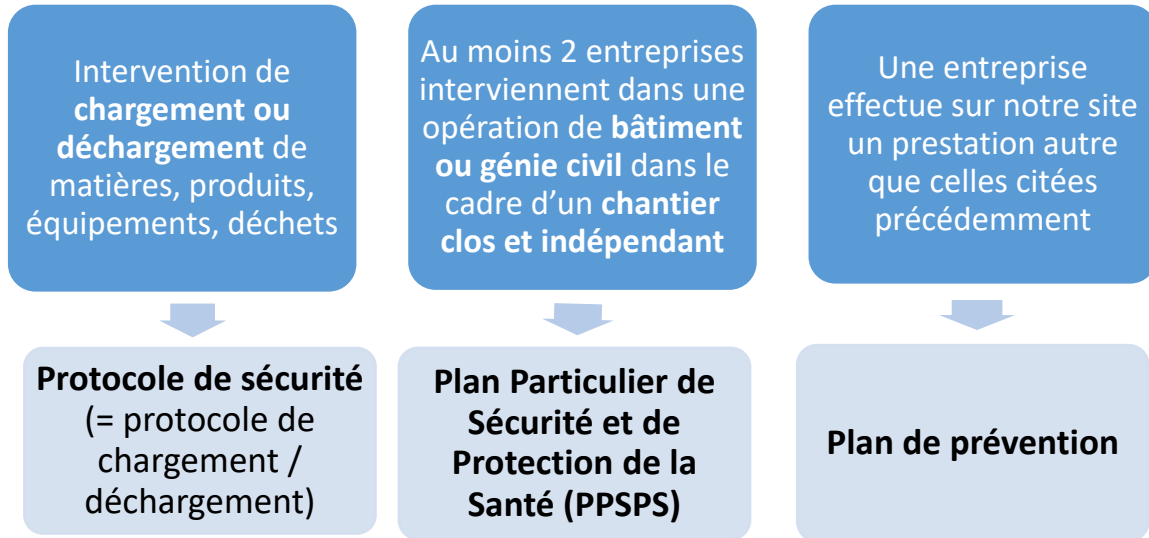 Intervention de
chargement ou
déchargement de
matières, produits,
équipements, déchets
Au moins 2 entreprises
interviennent dans une
opération de bâtiment
ou génie civil dans le
cadre d’un chantier
clos et indépendant
Une entreprise
effectue sur notre site
un prestation autre
que celles citées
précédemment
Protocole de sécurité
(= protocole de
chargement /
déchargement)
Plan Particulier de
Sécurité et de
Protection de la
Santé (PPSPS)
Plan de prévention